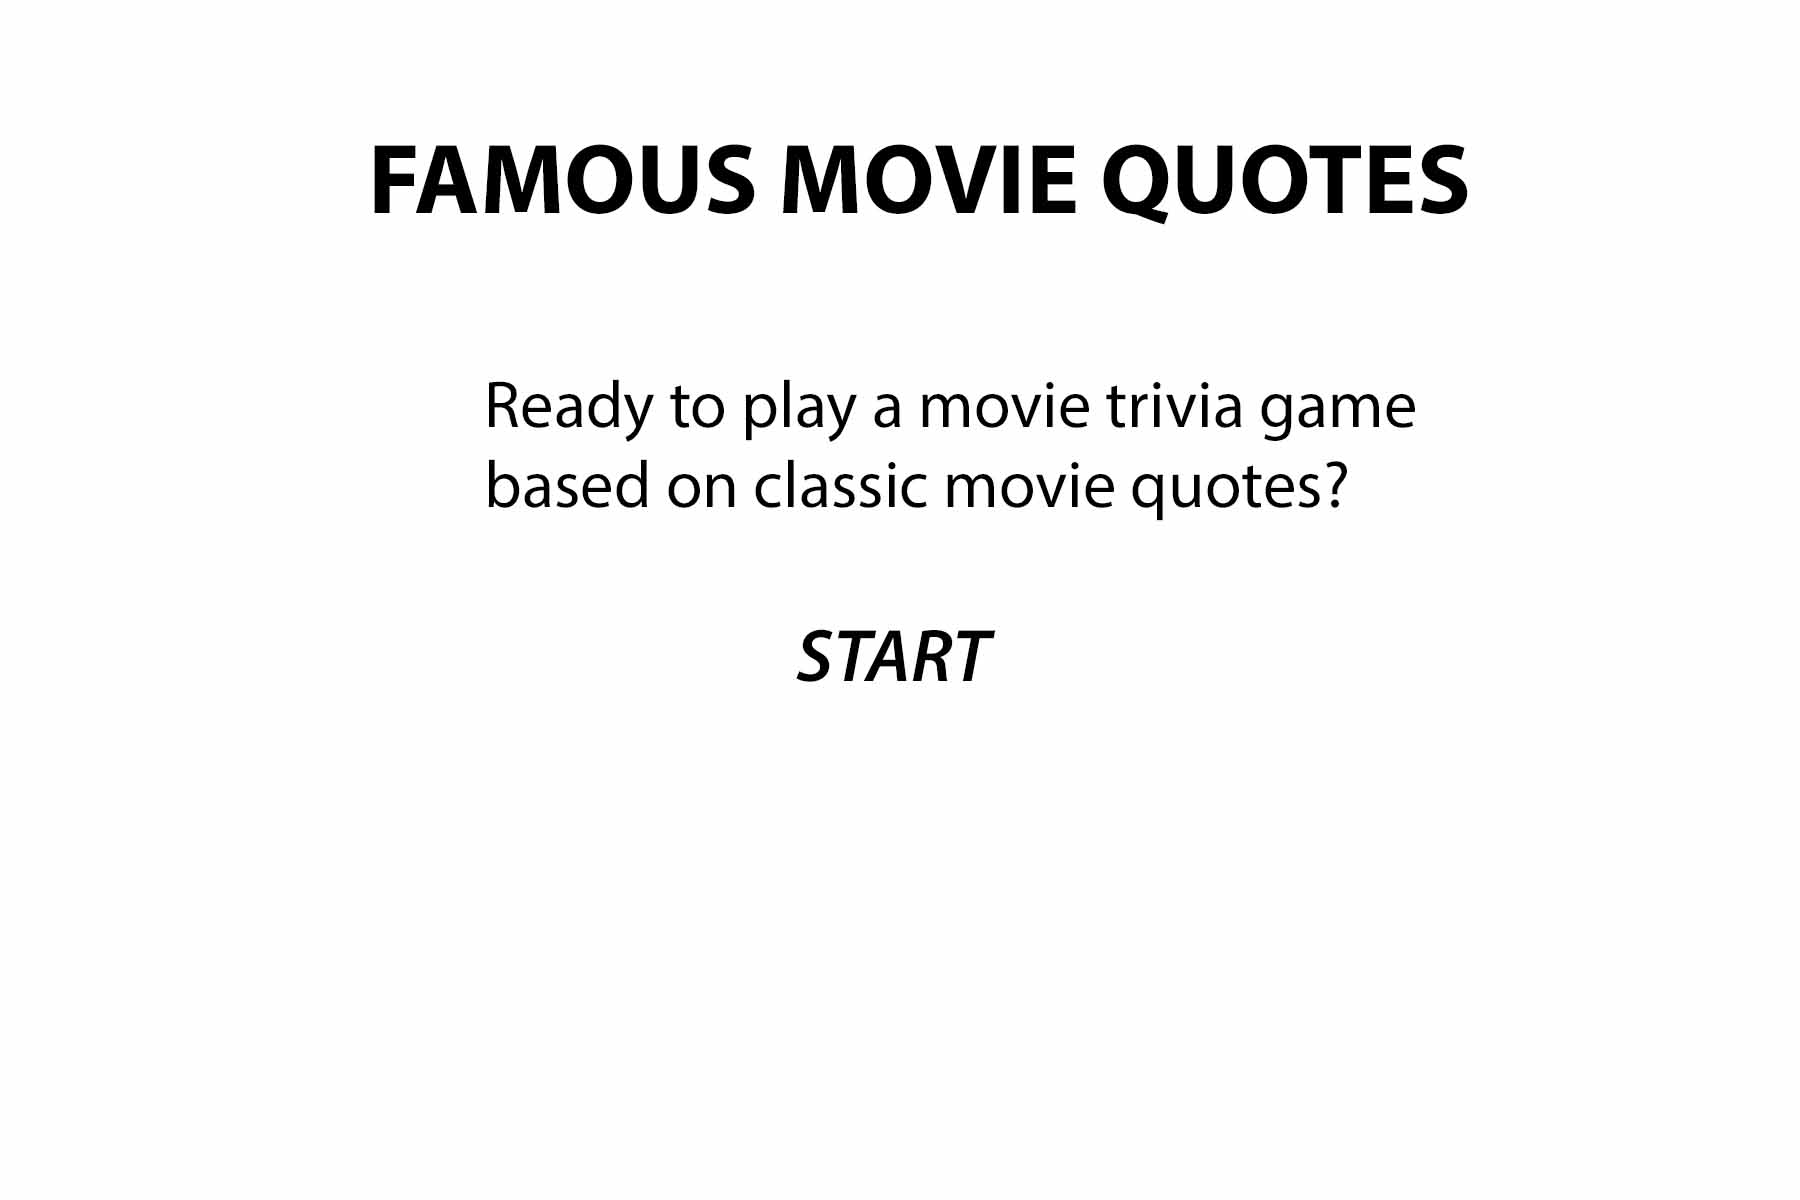 FAMOUS MOVIE QUOTES
Ready to play a movie trivia game
based on classic movie quotes?
START